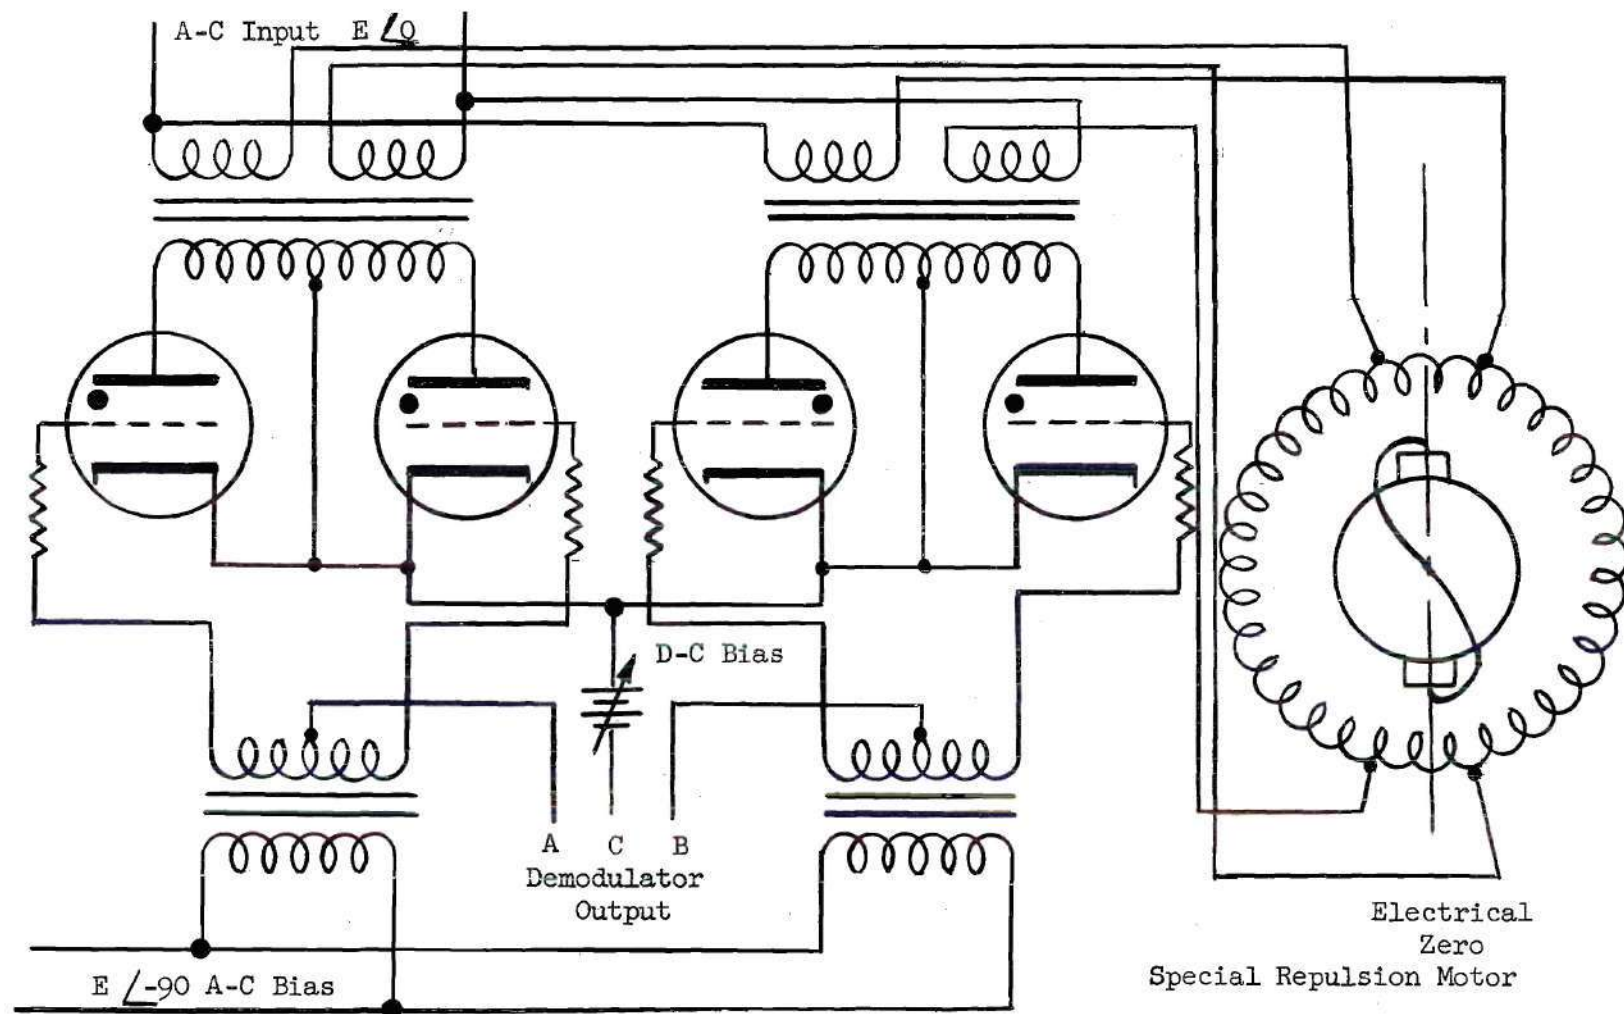 A-C Input E ∠0
D-C Bias
A C B
Demodulator
Output
E ∠-90 A-C Bias
Electrical
Zero
Special Repulsion Motor